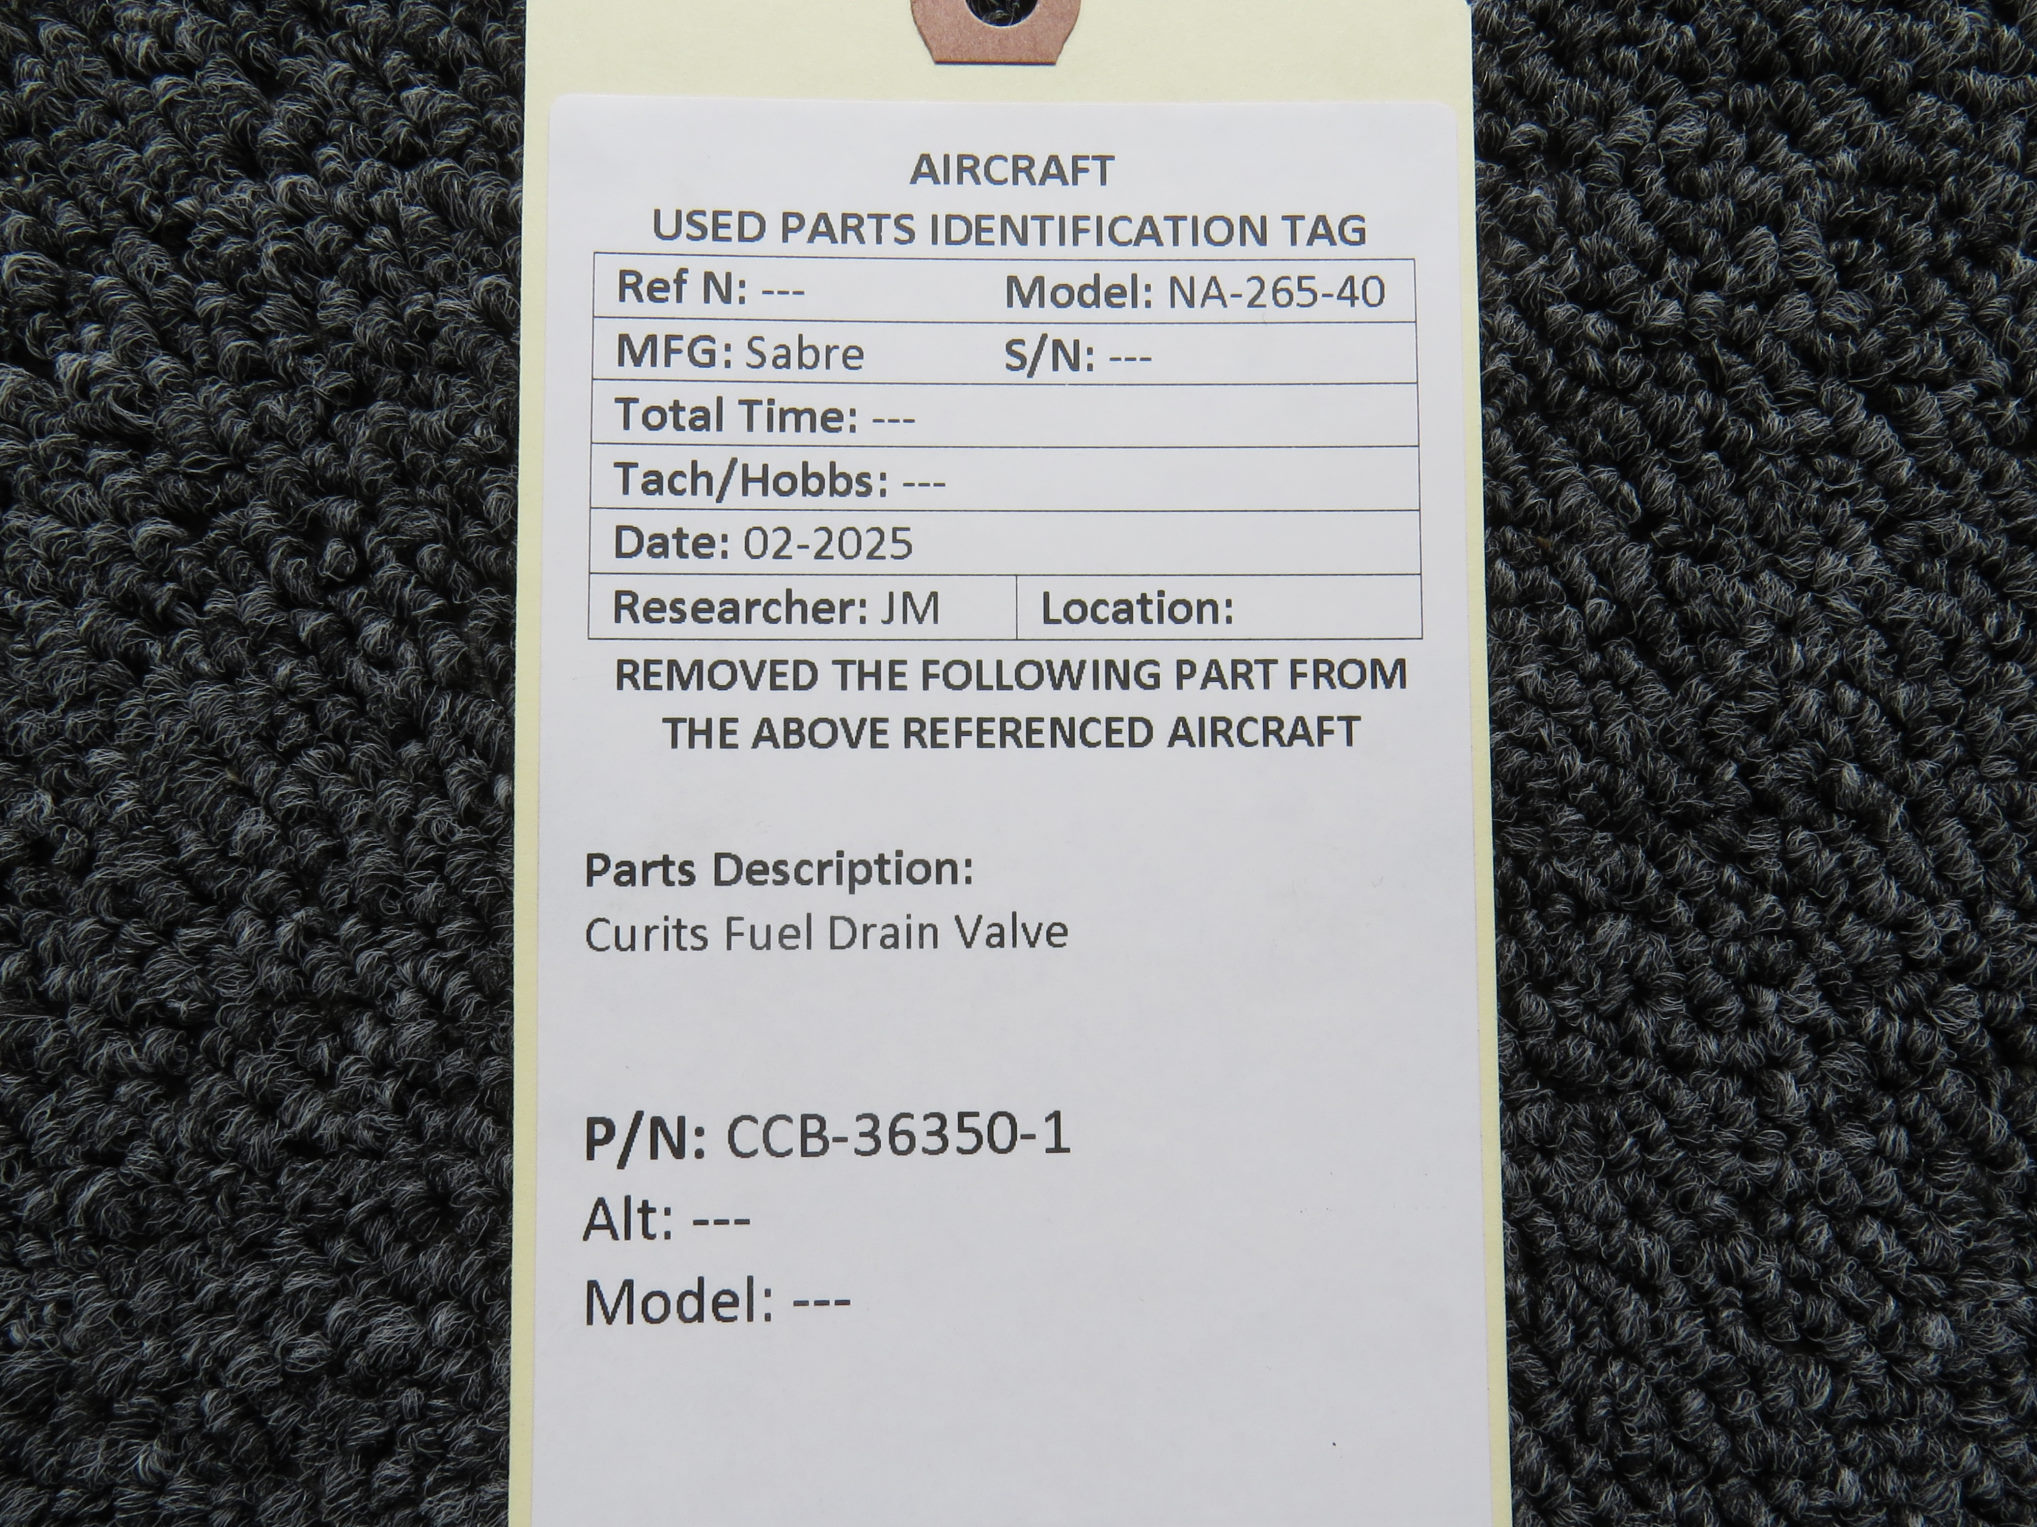 AIRCRAFT
USED PARTS IDENTIFICATION TAG
Ref N: --- Model: NA-265-40
MFG: Sabre S/N: ---
Total Time: ---
Tach/Hobbs: ---
Date: 02-2025
Researcher: JM Location:
REMOVED THE FOLLOWING PART FROM
THE ABOVE REFERENCED AIRCRAFT
Parts Description:
Curits Fuel Drain Valve
P/N: CCB-36350-1
Alt: ---
Model: ---